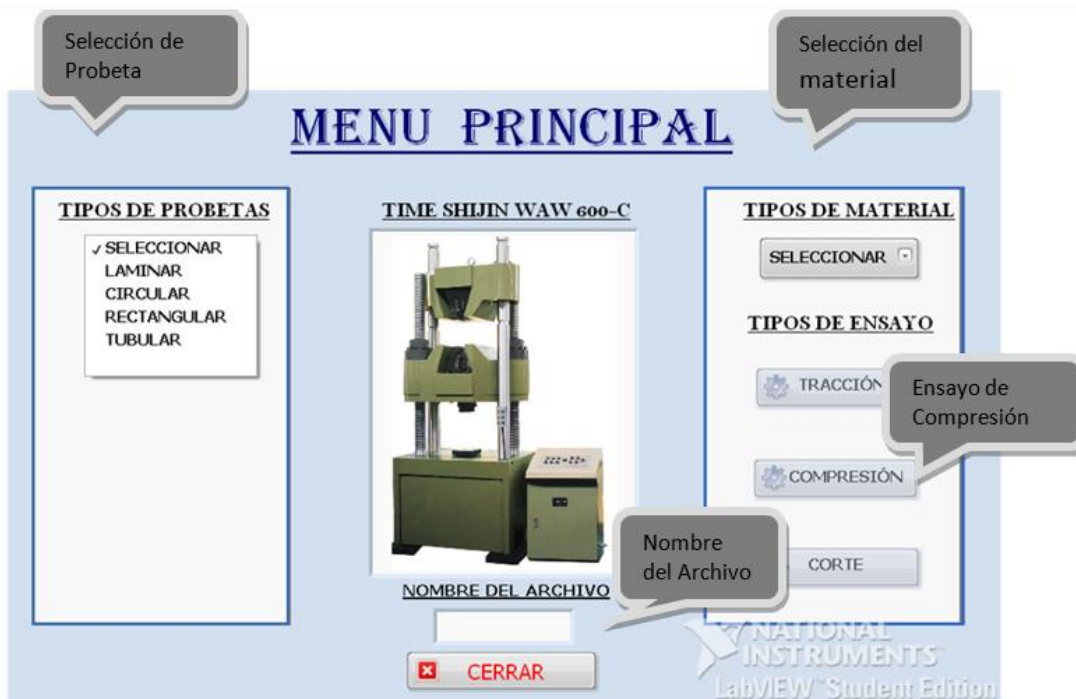 Selección de
Probeta
Selección del
material
MENU PRINCIPAL
TIPOS DE PROBETAS
✓ SELECCIONAR
LAMINAR
CIRCULAR
RECTANGULAR
TUBULAR
TIME SHIJIN WAW 600-C
NOMBRE DEL ARCHIVO
CERRAR
TIPOS DE MATERIAL
SELECCIONAR
TIPOS DE ENSAYO
TRACCIÓN
Ensayo de
Compresión
COMPRESIÓN
Nombre
del Archivo
CORTE
NATIONAL
INSTRUMENTS
LabVIEW Student Edition